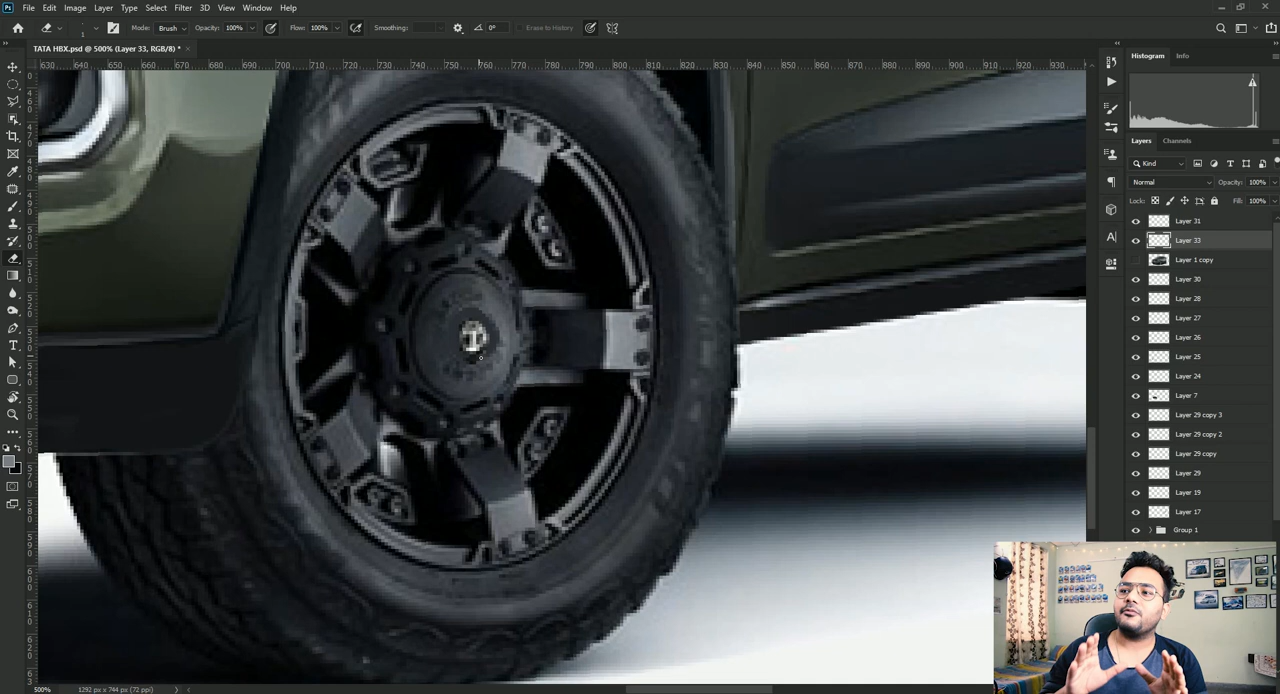 Ps File Edit Image Layer Type Select Filter 3D View Window Help
1 Mode: Brush Opacity: 100% Flow: 100% Smoothing: 0° Erase to History
TATA HBX.psd @ 500% (Layer 33, RGB/8) * ×
630 640 650 660 670 680 690 700 710 720 730 740 750 760 770 780 790 800 810 820 830 840 850 860 870 880 890 900 910 920 930
Histogram Info
Layers Channels
Kind
Normal Opacity: 100%
Lock: Fill: 100%
Layer 31
Layer 33
Layer 1 copy
Layer 30
Layer 28
Layer 27
Layer 26
Layer 25
Layer 24
Layer 7
Layer 29 copy 3
Layer 29 copy 2
Layer 29 copy
Layer 29
Layer 19
Layer 17
Group 1
500% 1292 px x 744 px (72 ppi)